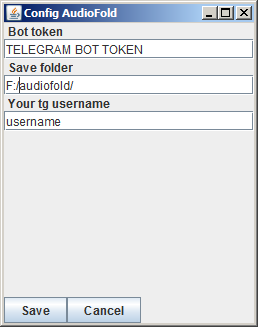 Config AudioFold
Bot token
TELEGRAM BOT TOKEN
Save folder
F:/audiofold/
Your tg username
username
Save Cancel